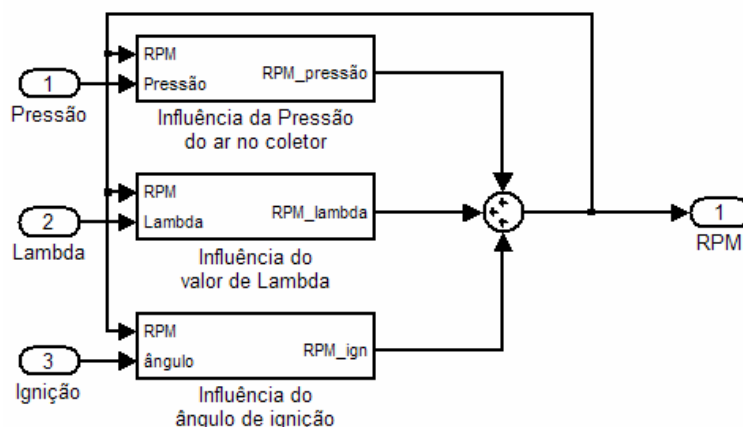 RPM
Pressão
RPM_pressão
1
Pressão
Influência da Pressão
do ar no coletor
RPM
Lambda
RPM_lambda
2
Lambda
Influência do
valor de Lambda
1
RPM
RPM
ângulo
RPM_ign
3
Ignição
Influência do
ângulo de ignição